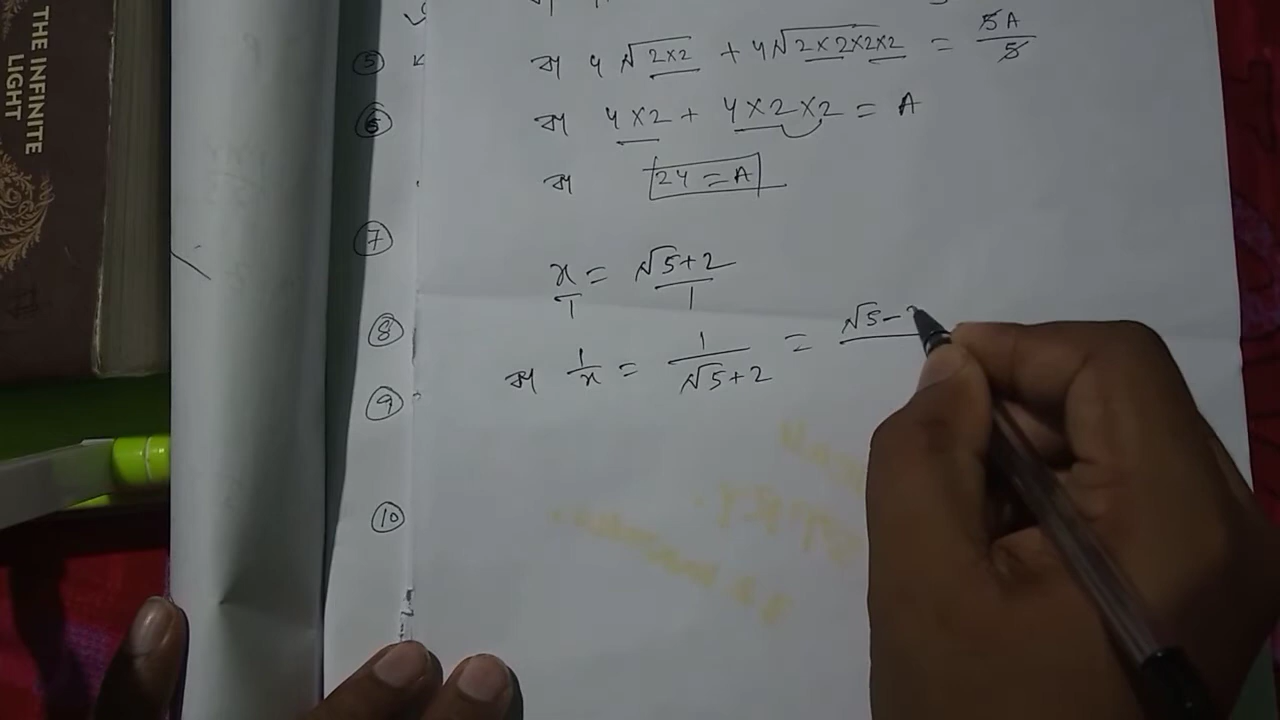 THE INFINITE
LIGHT
⑤
বা 4√2×2 + 4√2×2×2×2 = 5A/5
⑥
বা 4×2 + 4×2×2 = A
বা 24 = A
⑦
x/1 = √5+2/1
⑧
বা 1/x = 1/√5+2 = √5-
⑨
⑩